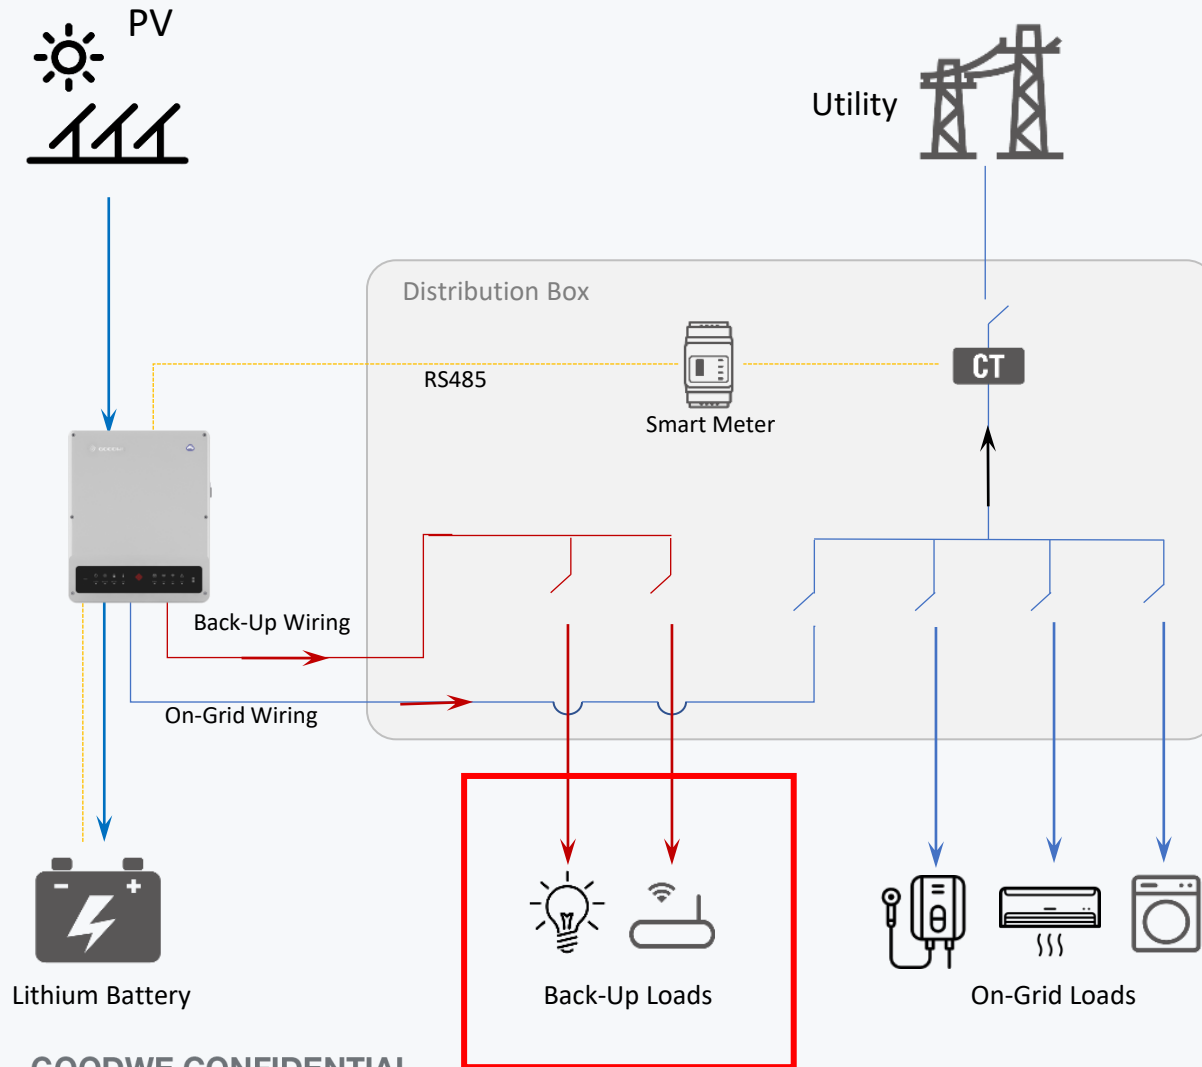 PV
Utility
Distribution Box
RS485
CT
Smart Meter
Back-Up Wiring
On-Grid Wiring
Lithium Battery
Back-Up Loads
On-Grid Loads
GOODWE CONFIDENTIAL